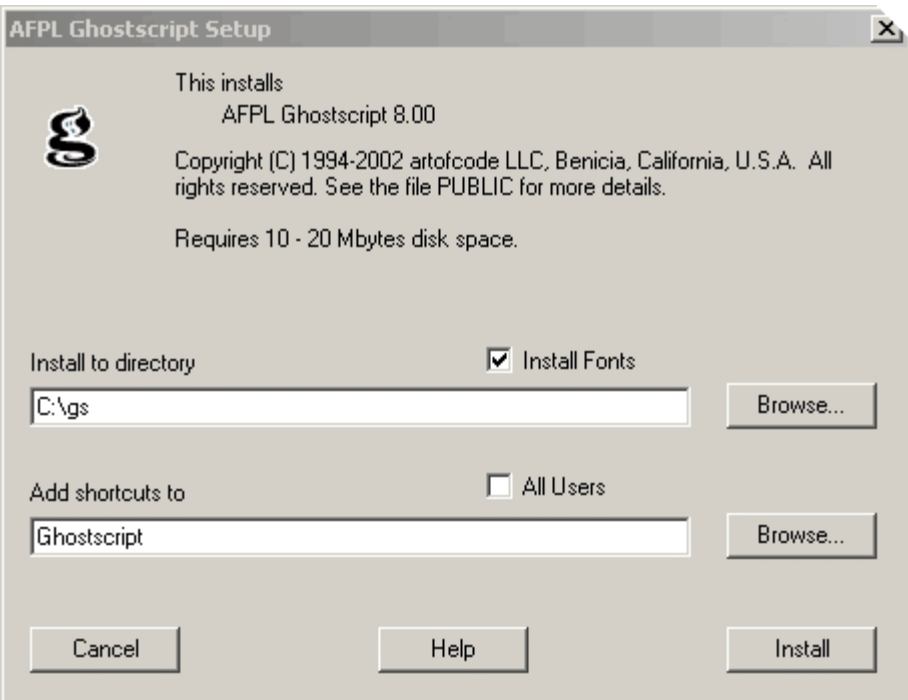 AFPL Ghostscript Setup
This installs
AFPL Ghostscript 8.00
Copyright (C) 1994-2002 artofcode LLC, Benicia, California, U.S.A.  All
rights reserved. See the file PUBLIC for more details.
Requires 10 - 20 Mbytes disk space.
Install to directory
Install Fonts
C:\gs
Browse...
Add shortcuts to
All Users
Ghostscript
Browse...
Cancel
Help
Install